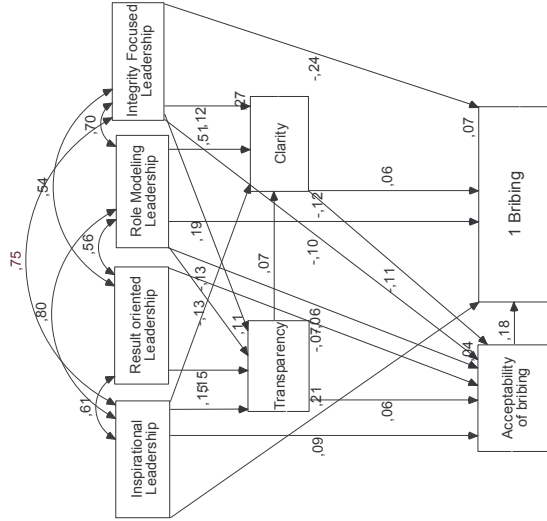 ,75
,54
,80
,61
,56
,70
Inspirational
Leadership
Result oriented
Leadership
Role Modeling
Leadership
Integrity Focused
Leadership
,15
,15
,11
-,13
-,13
,19
,51
,12
,27
-,24
Transparency
,07
Clarity
,21
-,07
,06
-,10
-,12
,06
-,11
,07
,09
,06
,04
Acceptability
of bribing
,18
1 Bribing